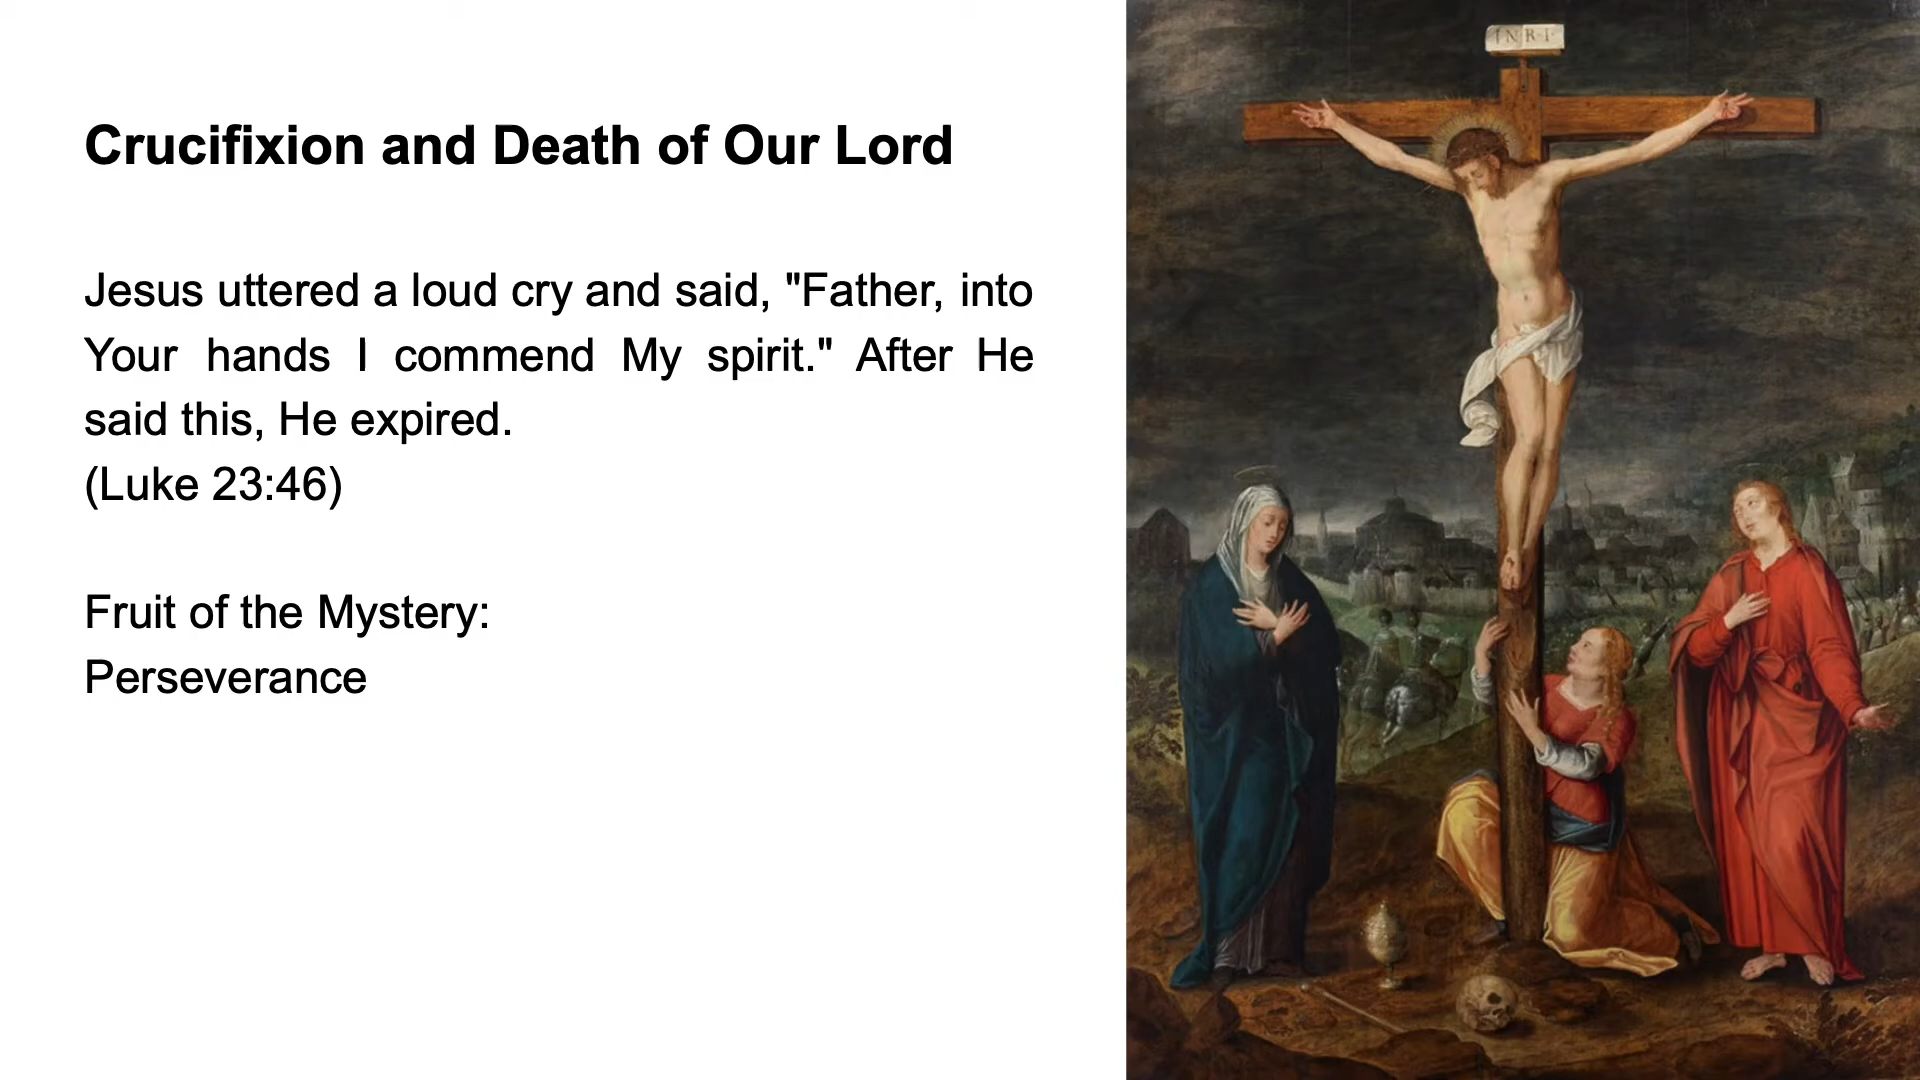 Crucifixion and Death of Our Lord
Jesus uttered a loud cry and said, "Father, into
Your hands I commend My spirit." After He
said this, He expired.
(Luke 23:46)
Fruit of the Mystery:
Perseverance
INRI